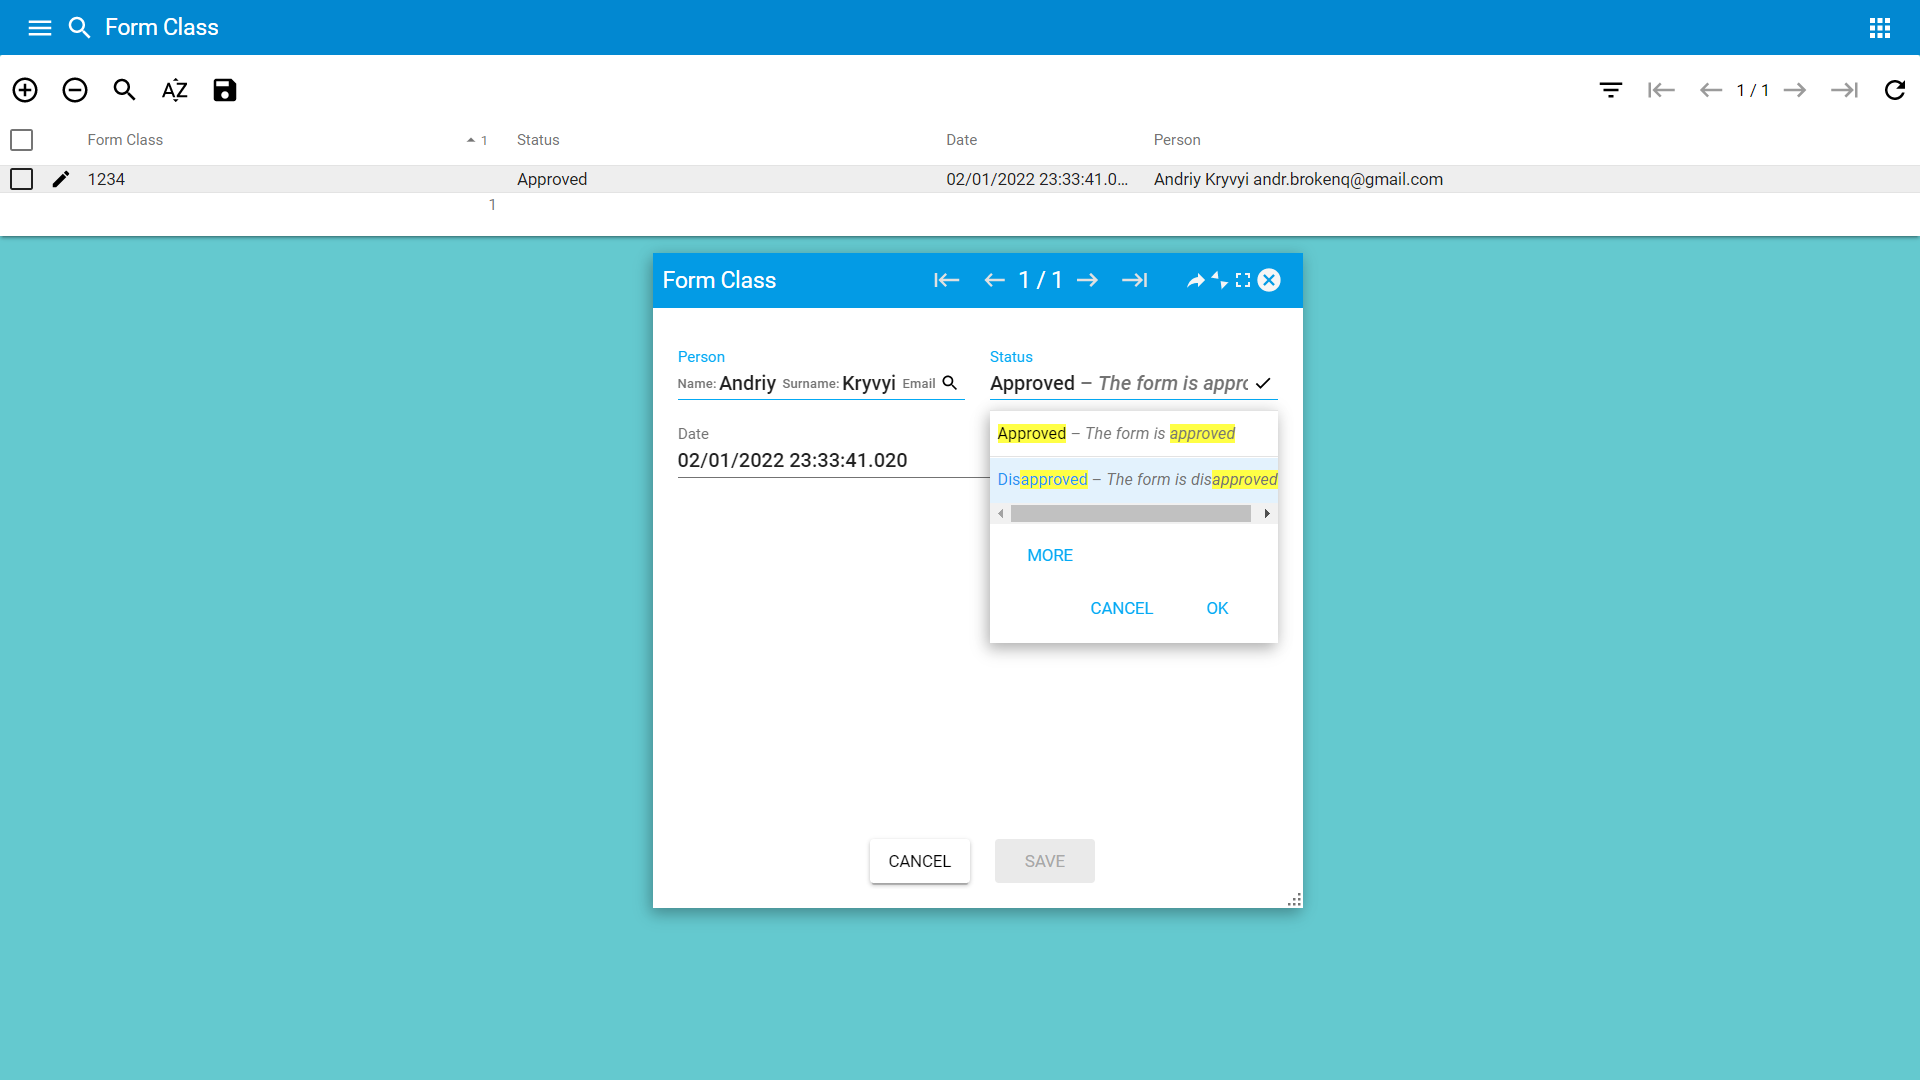 Form Class
AZ
1 / 1
Form Class 1 Status Date Person
1234 Approved 02/01/2022 23:33:41.0... Andriy Kryvyi andr.brokenq@gmail.com
1
Form Class 1 / 1
Person
Name: Andriy Surname: Kryvyi Email
Status
Approved – The form is appro
Date
02/01/2022 23:33:41.020
Approved – The form is approved
Disapproved – The form is disapproved
MORE
CANCEL OK
CANCEL SAVE